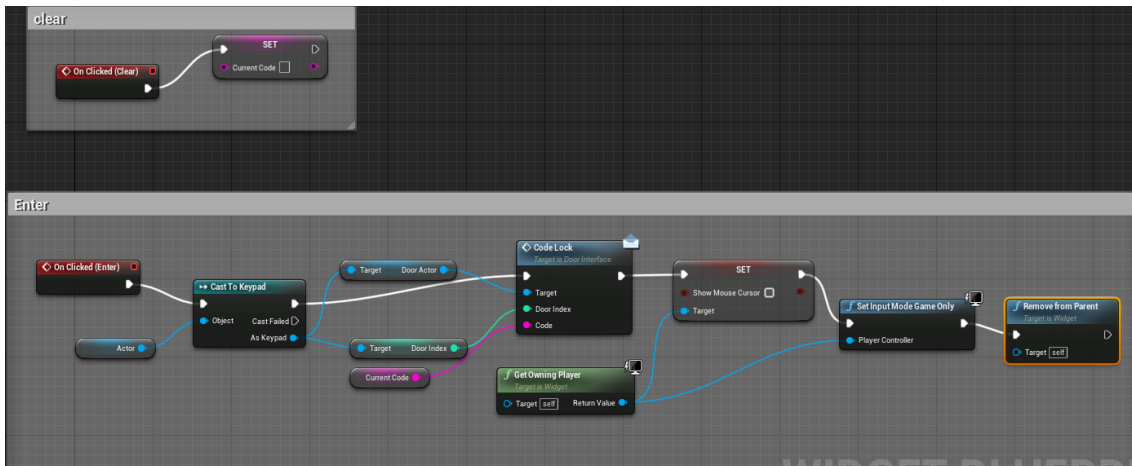 clear
SET
On Clicked (Clear)
Current Code
Enter
On Clicked (Enter)
Cast To Keypad
Object
Cast Failed
As Keypad
Actor
Target Door Actor
Target Door Index
Current Code
Code Lock
Target is Door Interface
Target
Door Index
Code
Get Owning Player
Target is Widget
Target self Return Value
SET
Show Mouse Cursor
Target
Set Input Mode Game Only
Player Controller
Remove from Parent
Target is Widget
Target self